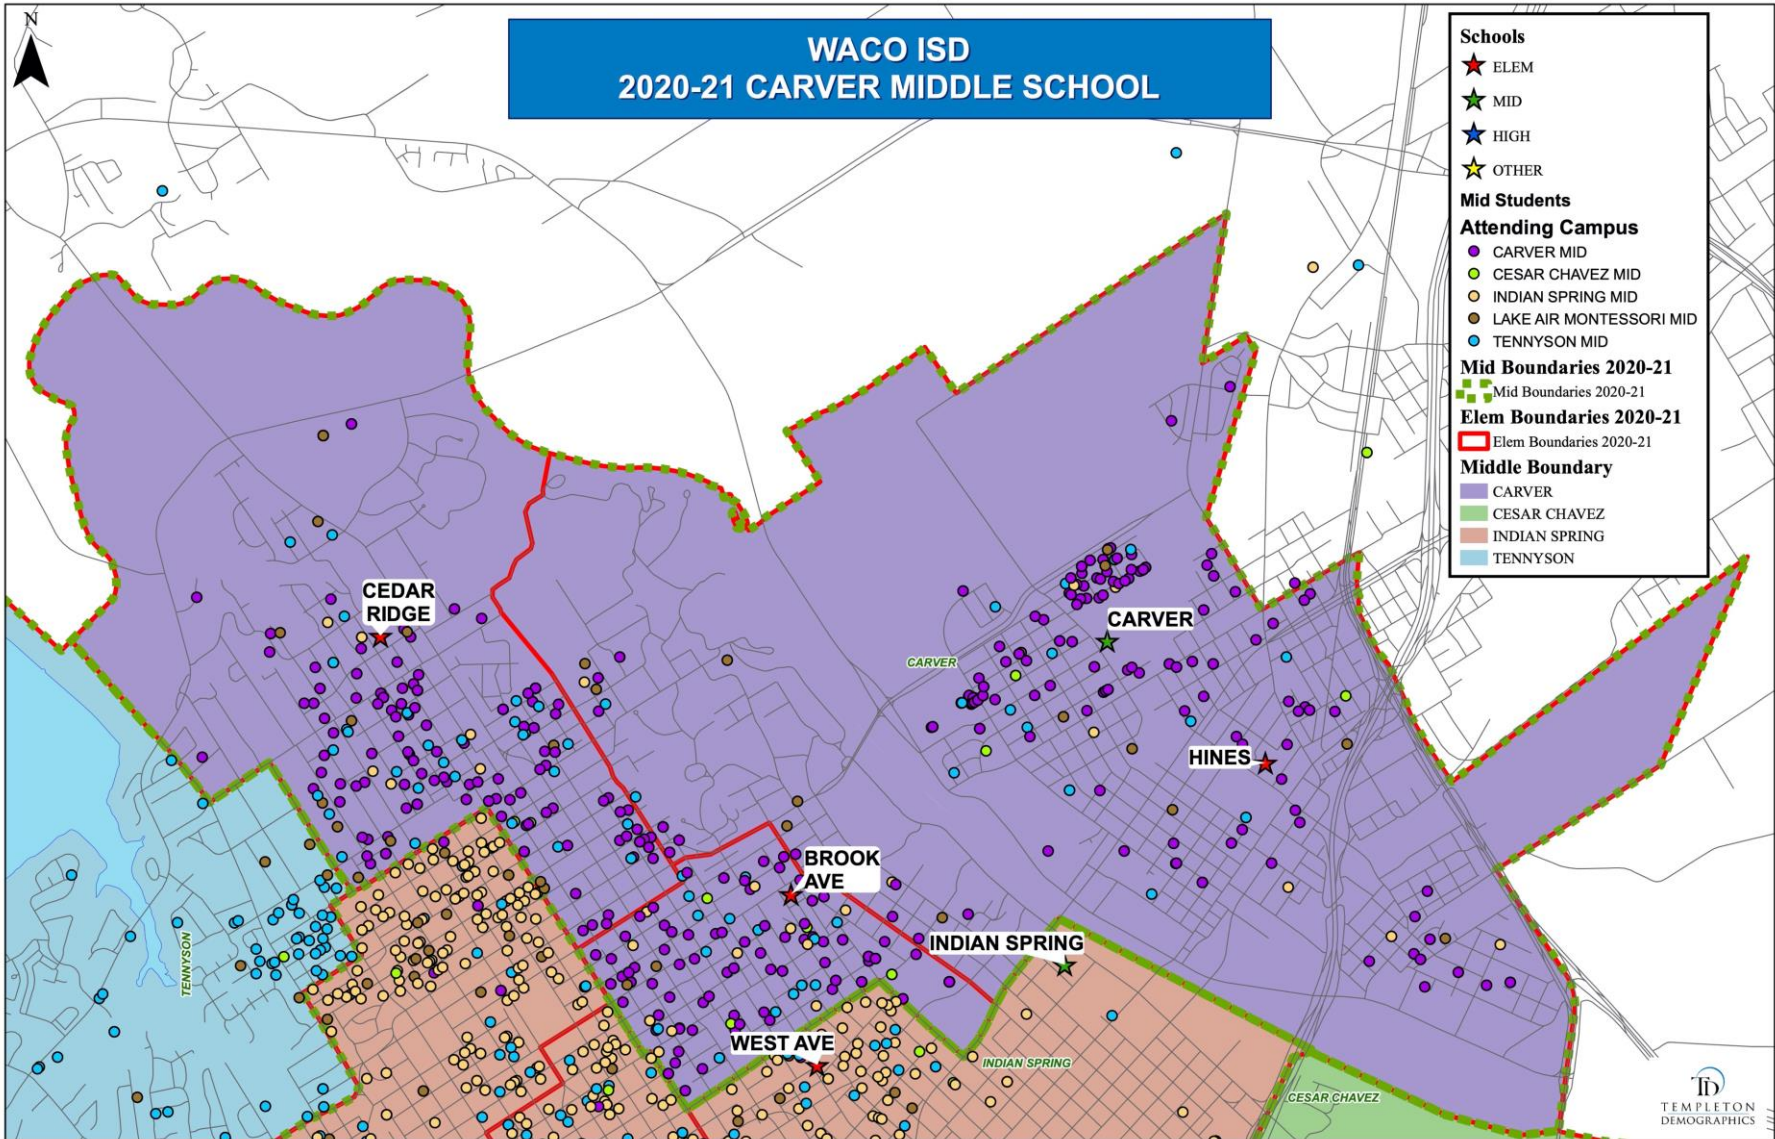 N
WACO ISD
2020-21 CARVER MIDDLE SCHOOL
Schools
ELEM
MID
HIGH
OTHER
Mid Students
Attending Campus
CARVER MID
CESAR CHAVEZ MID
INDIAN SPRING MID
LAKE AIR MONTESSORI MID
TENNYSON MID
Mid Boundaries 2020-21
Mid Boundaries 2020-21
Elem Boundaries 2020-21
Elem Boundaries 2020-21
Middle Boundary
CARVER
CESAR CHAVEZ
INDIAN SPRING
TENNYSON
CEDAR
RIDGE
CARVER
CARVER
HINES
BROOK
AVE
INDIAN SPRING
TENNYSON
WEST AVE
INDIAN SPRING
CESAR CHAVEZ
TD
TEMPLETON
DEMOGRAPHICS